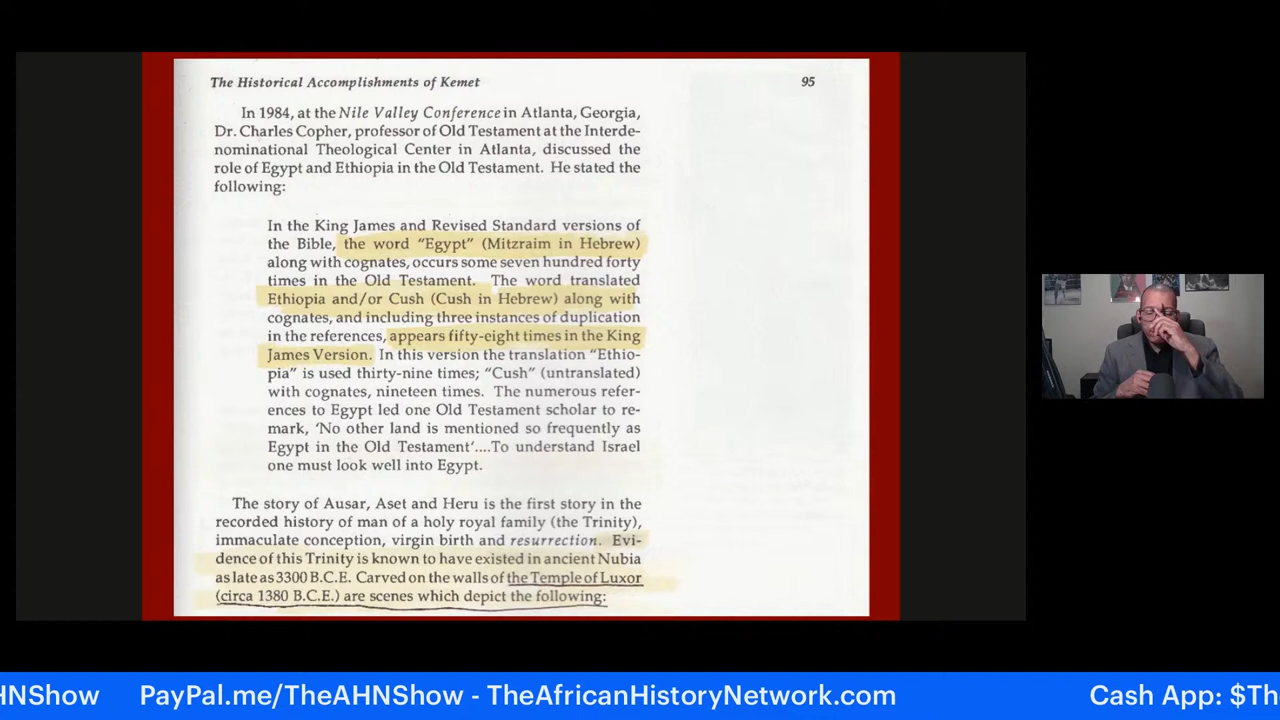 The Historical Accomplishments of Kemet 95
In 1984, at the Nile Valley Conference in Atlanta, Georgia,
Dr. Charles Copher, professor of Old Testament at the Interde-
nominational Theological Center in Atlanta, discussed the
role of Egypt and Ethiopia in the Old Testament. He stated the
following:
In the King James and Revised Standard versions of
the Bible, the word "Egypt" (Mitzraim in Hebrew)
along with cognates, occurs some seven hundred forty
times in the Old Testament. The word translated
Ethiopia and/or Cush (Cush in Hebrew) along with
cognates, and including three instances of duplication
in the references, appears fifty-eight times in the King
James Version. In this version the translation "Ethio-
pia" is used thirty-nine times; "Cush" (untranslated)
with cognates, nineteen times. The numerous refer-
ences to Egypt led one Old Testament scholar to re-
mark, 'No other land is mentioned so frequently as
Egypt in the Old Testament'....To understand Israel
one must look well into Egypt.
The story of Ausar, Aset and Heru is the first story in the
recorded history of man of a holy royal family (the Trinity),
immaculate conception, virgin birth and resurrection. Evi-
dence of this Trinity is known to have existed in ancient Nubia
as late as 3300 B.C.E. Carved on the walls of the Temple of Luxor
(circa 1380 B.C.E.) are scenes which depict the following:
HNShow PayPal.me/TheAHNShow - TheAfricanHistoryNetwork.com Cash App: $Th